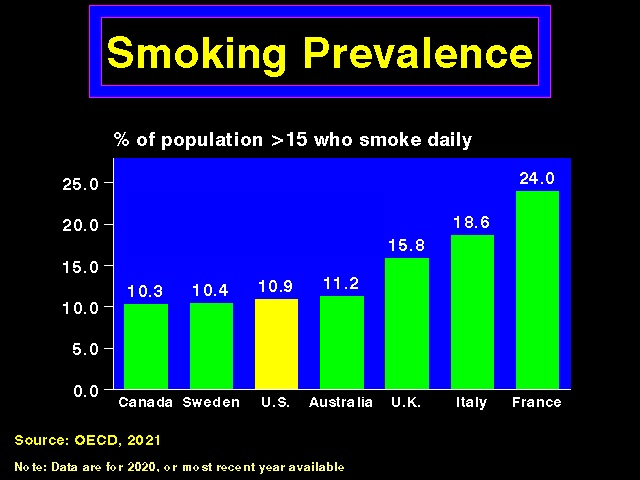 Smoking Prevalence
% of population >15 who smoke daily
25.0
20.0
15.0
10.0
5.0
0.0
10.3 10.4 10.9 11.2 15.8 18.6 24.0
Canada Sweden U.S. Australia U.K. Italy France
Source: OECD, 2021
Note: Data are for 2020, or most recent year available